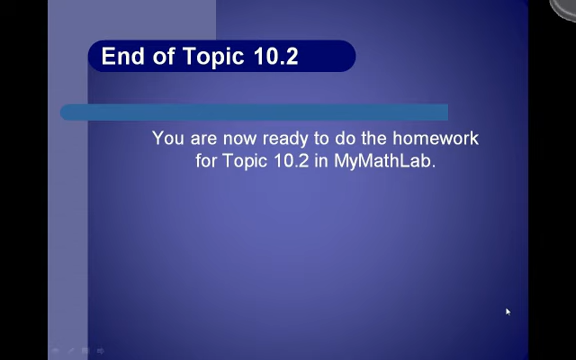 End of Topic 10.2
You are now ready to do the homework
for Topic 10.2 in MyMathLab.